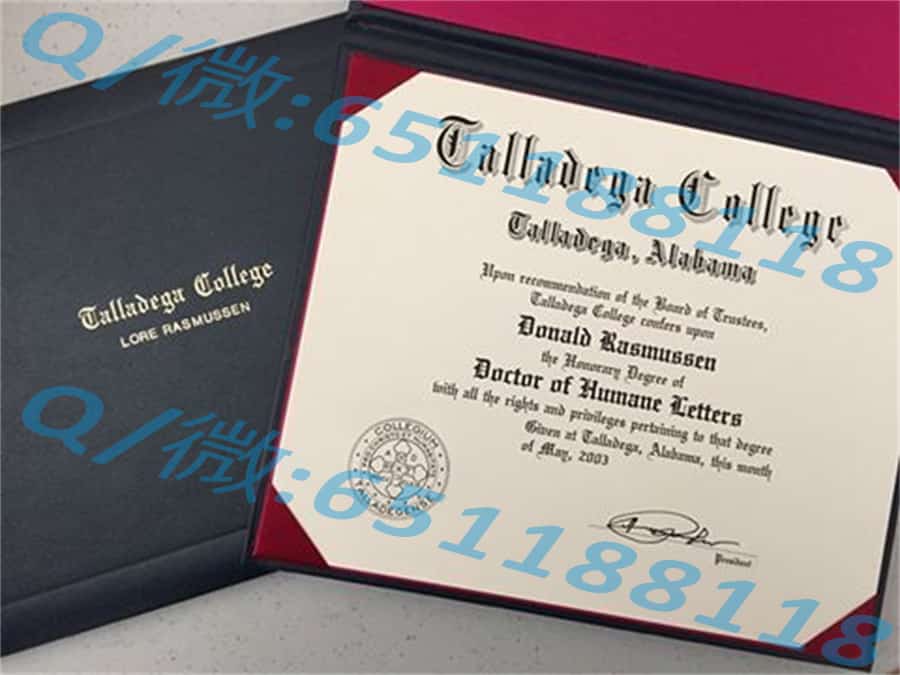 Q/微:651188118
Talladega College
LORE RASMUSSEN
Talladega College
Talladega, Alabama
Upon recommendation of the Board of Trustees,
Talladega College confers upon
Donald Rasmussen
the Honorary Degree of
Doctor of Humane Letters
with all the rights and privileges pertaining to that degree
Given at Talladega, Alabama, this month
of May, 2003
COLLEGIUM
TALLADEGENSE
President
Q/微:651188118